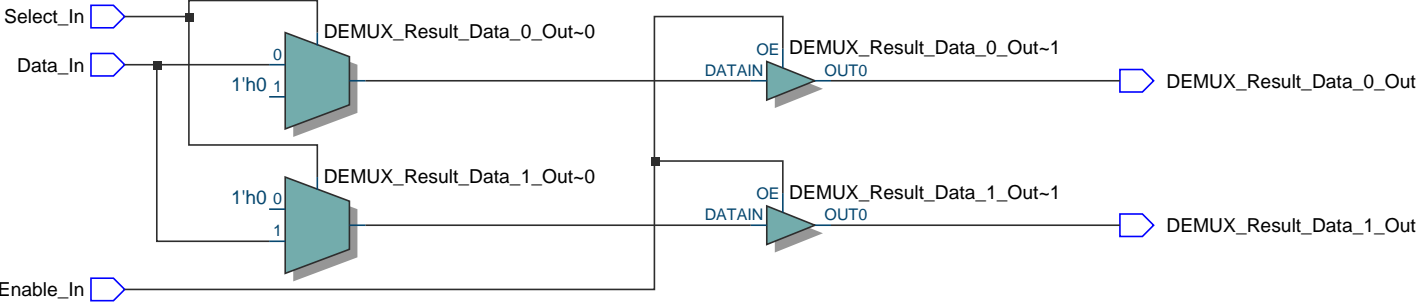 Select_In
DEMUX_Result_Data_0_Out~0
OE
DEMUX_Result_Data_0_Out~1
Data_In
0
DATAIN
OUT0
1'h0 1
DEMUX_Result_Data_0_Out
DEMUX_Result_Data_1_Out~0
OE
DEMUX_Result_Data_1_Out~1
1'h0 0
DATAIN
OUT0
1
DEMUX_Result_Data_1_Out
Enable_In